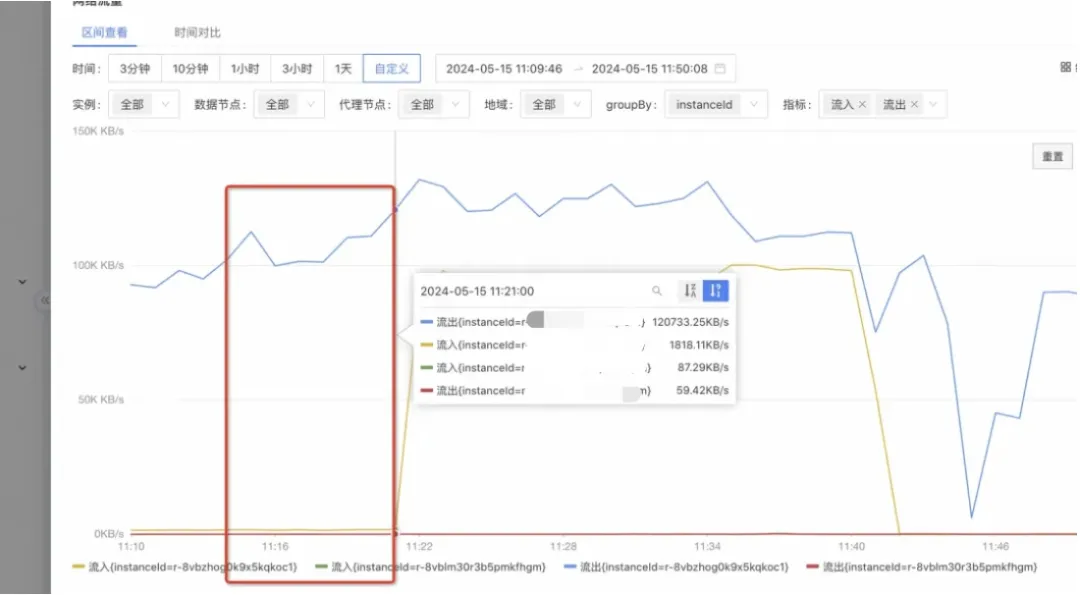 网络流量
区间查看 时间对比
时间: 3分钟 10分钟 1小时 3小时 1天 自定义 2024-05-15 11:09:46 → 2024-05-15 11:50:08
实例: 全部 数据节点: 全部 代理节点: 全部 地域: 全部 groupBy: instanceId 指标: 流入 × 流出 ×
150K KB/s
重置
100K KB/s
2024-05-15 11:21:00
流出{instanceId=r- } 120733.25KB/s
流入{instanceId=r- 1818.11KB/s
流入{instanceId=r } 87.29KB/s
流出{instanceId=r m} 59.42KB/s
50K KB/s
0KB/s
11:10 11:16 11:22 11:28 11:34 11:40 11:46
流入{instanceId=r-8vbzhog0k9x5kqkoc1} 流入{instanceId=r-8vblm30r3b5pmkfhgm} 流出{instanceId=r-8vbzhog0k9x5kqkoc1} 流出{instanceId=r-8vblm30r3b5pmkfhgm}